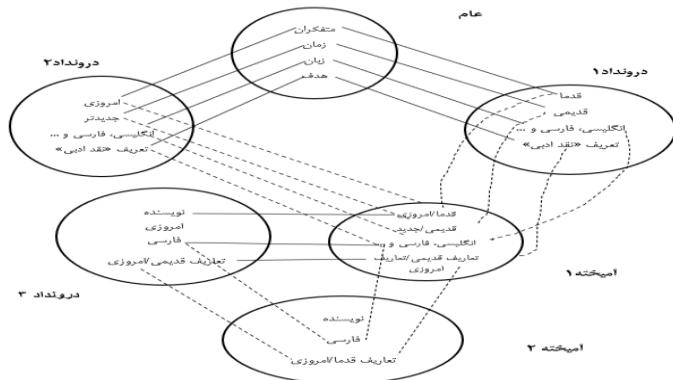 عام
متفکران
زمان
زبان
هدف
درونداد۱
قدما
قدیمی
انگلیسی، فارسی و ...
تعریف «نقد ادبی»
درونداد۲
امروزی
جدیدتر
انگلیسی، فارسی و ...
تعریف «نقد ادبی»
قدما/امروزی
قدیمی/جدید
انگلیسی، فارسی و ...
تعاریف قدیمی/تعاریف
امروزی
آمیخته۱
نویسنده
امروزی
فارسی
تعاریف قدیمی/امروزی
درونداد ۳
نویسنده
فارسی
تعاریف قدما/امروزی
آمیخته ۲